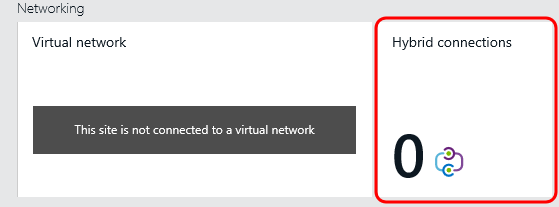 Networking
Virtual network
This site is not connected to a virtual network
Hybrid connections
0